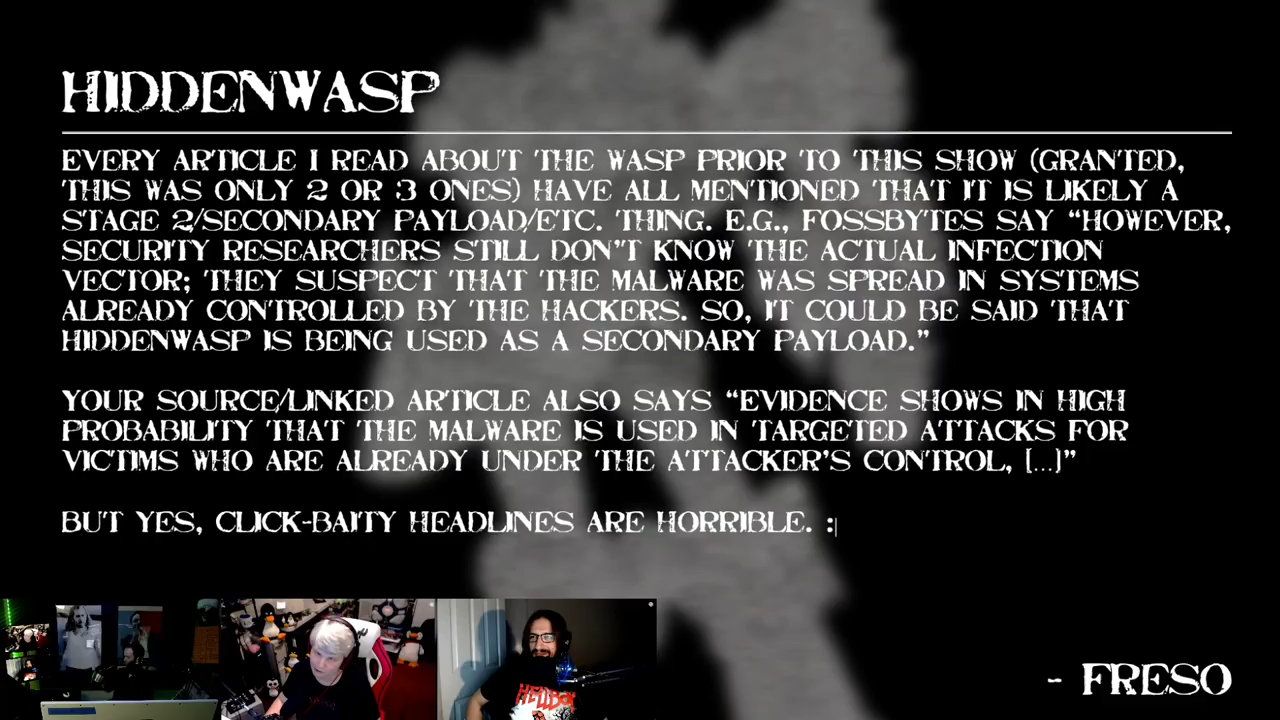 HIDDENWASP
EVERY ARTICLE I READ ABOUT THE WASP PRIOR TO THIS SHOW (GRANTED,
THIS WAS ONLY 2 OR 3 ONES) HAVE ALL MENTIONED THAT IT IS LIKELY A
STAGE 2/SECONDARY PAYLOAD/ETC. THING. E.G., FOSSBYTES SAY “HOWEVER,
SECURITY RESEARCHERS STILL DON'T KNOW THE ACTUAL INFECTION
VECTOR; THEY SUSPECT THAT THE MALWARE WAS SPREAD IN SYSTEMS
ALREADY CONTROLLED BY THE HACKERS. SO, IT COULD BE SAID THAT
HIDDENWASP IS BEING USED AS A SECONDARY PAYLOAD.”
YOUR SOURCE/LINKED ARTICLE ALSO SAYS “EVIDENCE SHOWS IN HIGH
PROBABILITY THAT THE MALWARE IS USED IN TARGETED ATTACKS FOR
VICTIMS WHO ARE ALREADY UNDER THE ATTACKER’S CONTROL, [...]”
BUT YES, CLICK-BAITY HEADLINES ARE HORRIBLE. :|
HELLBOY
- FRESO